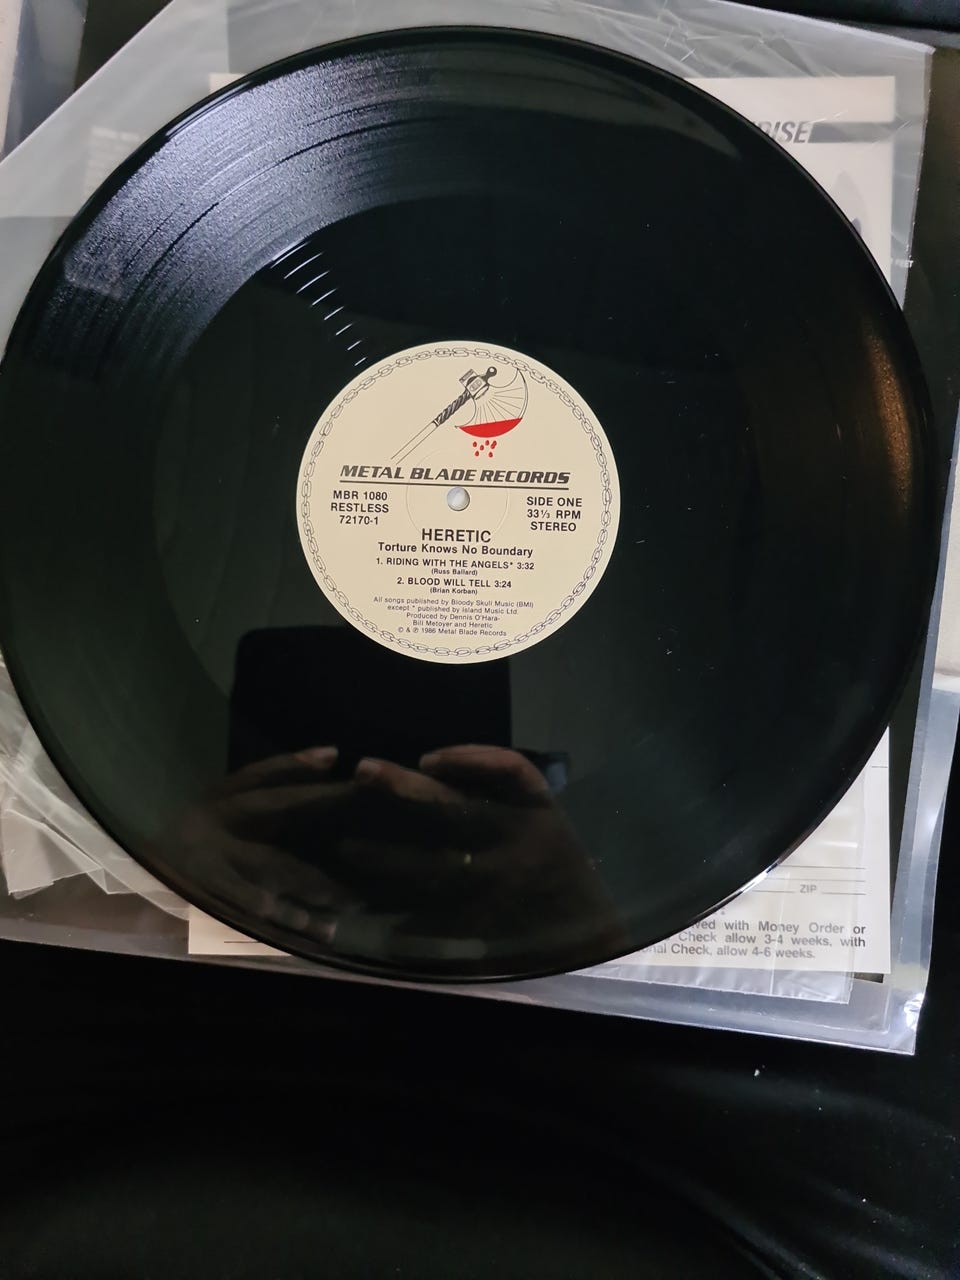 METAL BLADE RECORDS
MBR 1080
RESTLESS
72170-1
SIDE ONE
33⅓ RPM
STEREO
HERETIC
Torture Knows No Boundary
1. RIDING WITH THE ANGELS* 3:32
(Russ Ballard)
2. BLOOD WILL TELL 3:24
(Brian Korban)
All songs published by Bloody Skull Music (BMI)
except * published by Island Music Ltd.
Produced by Dennis O'Hara-
Bill Metoyer and Heretic
© & ℗ 1986 Metal Blade Records
ZIP
with Money Order or
Check allow 3-4 weeks, with
Check, allow 4-6 weeks.